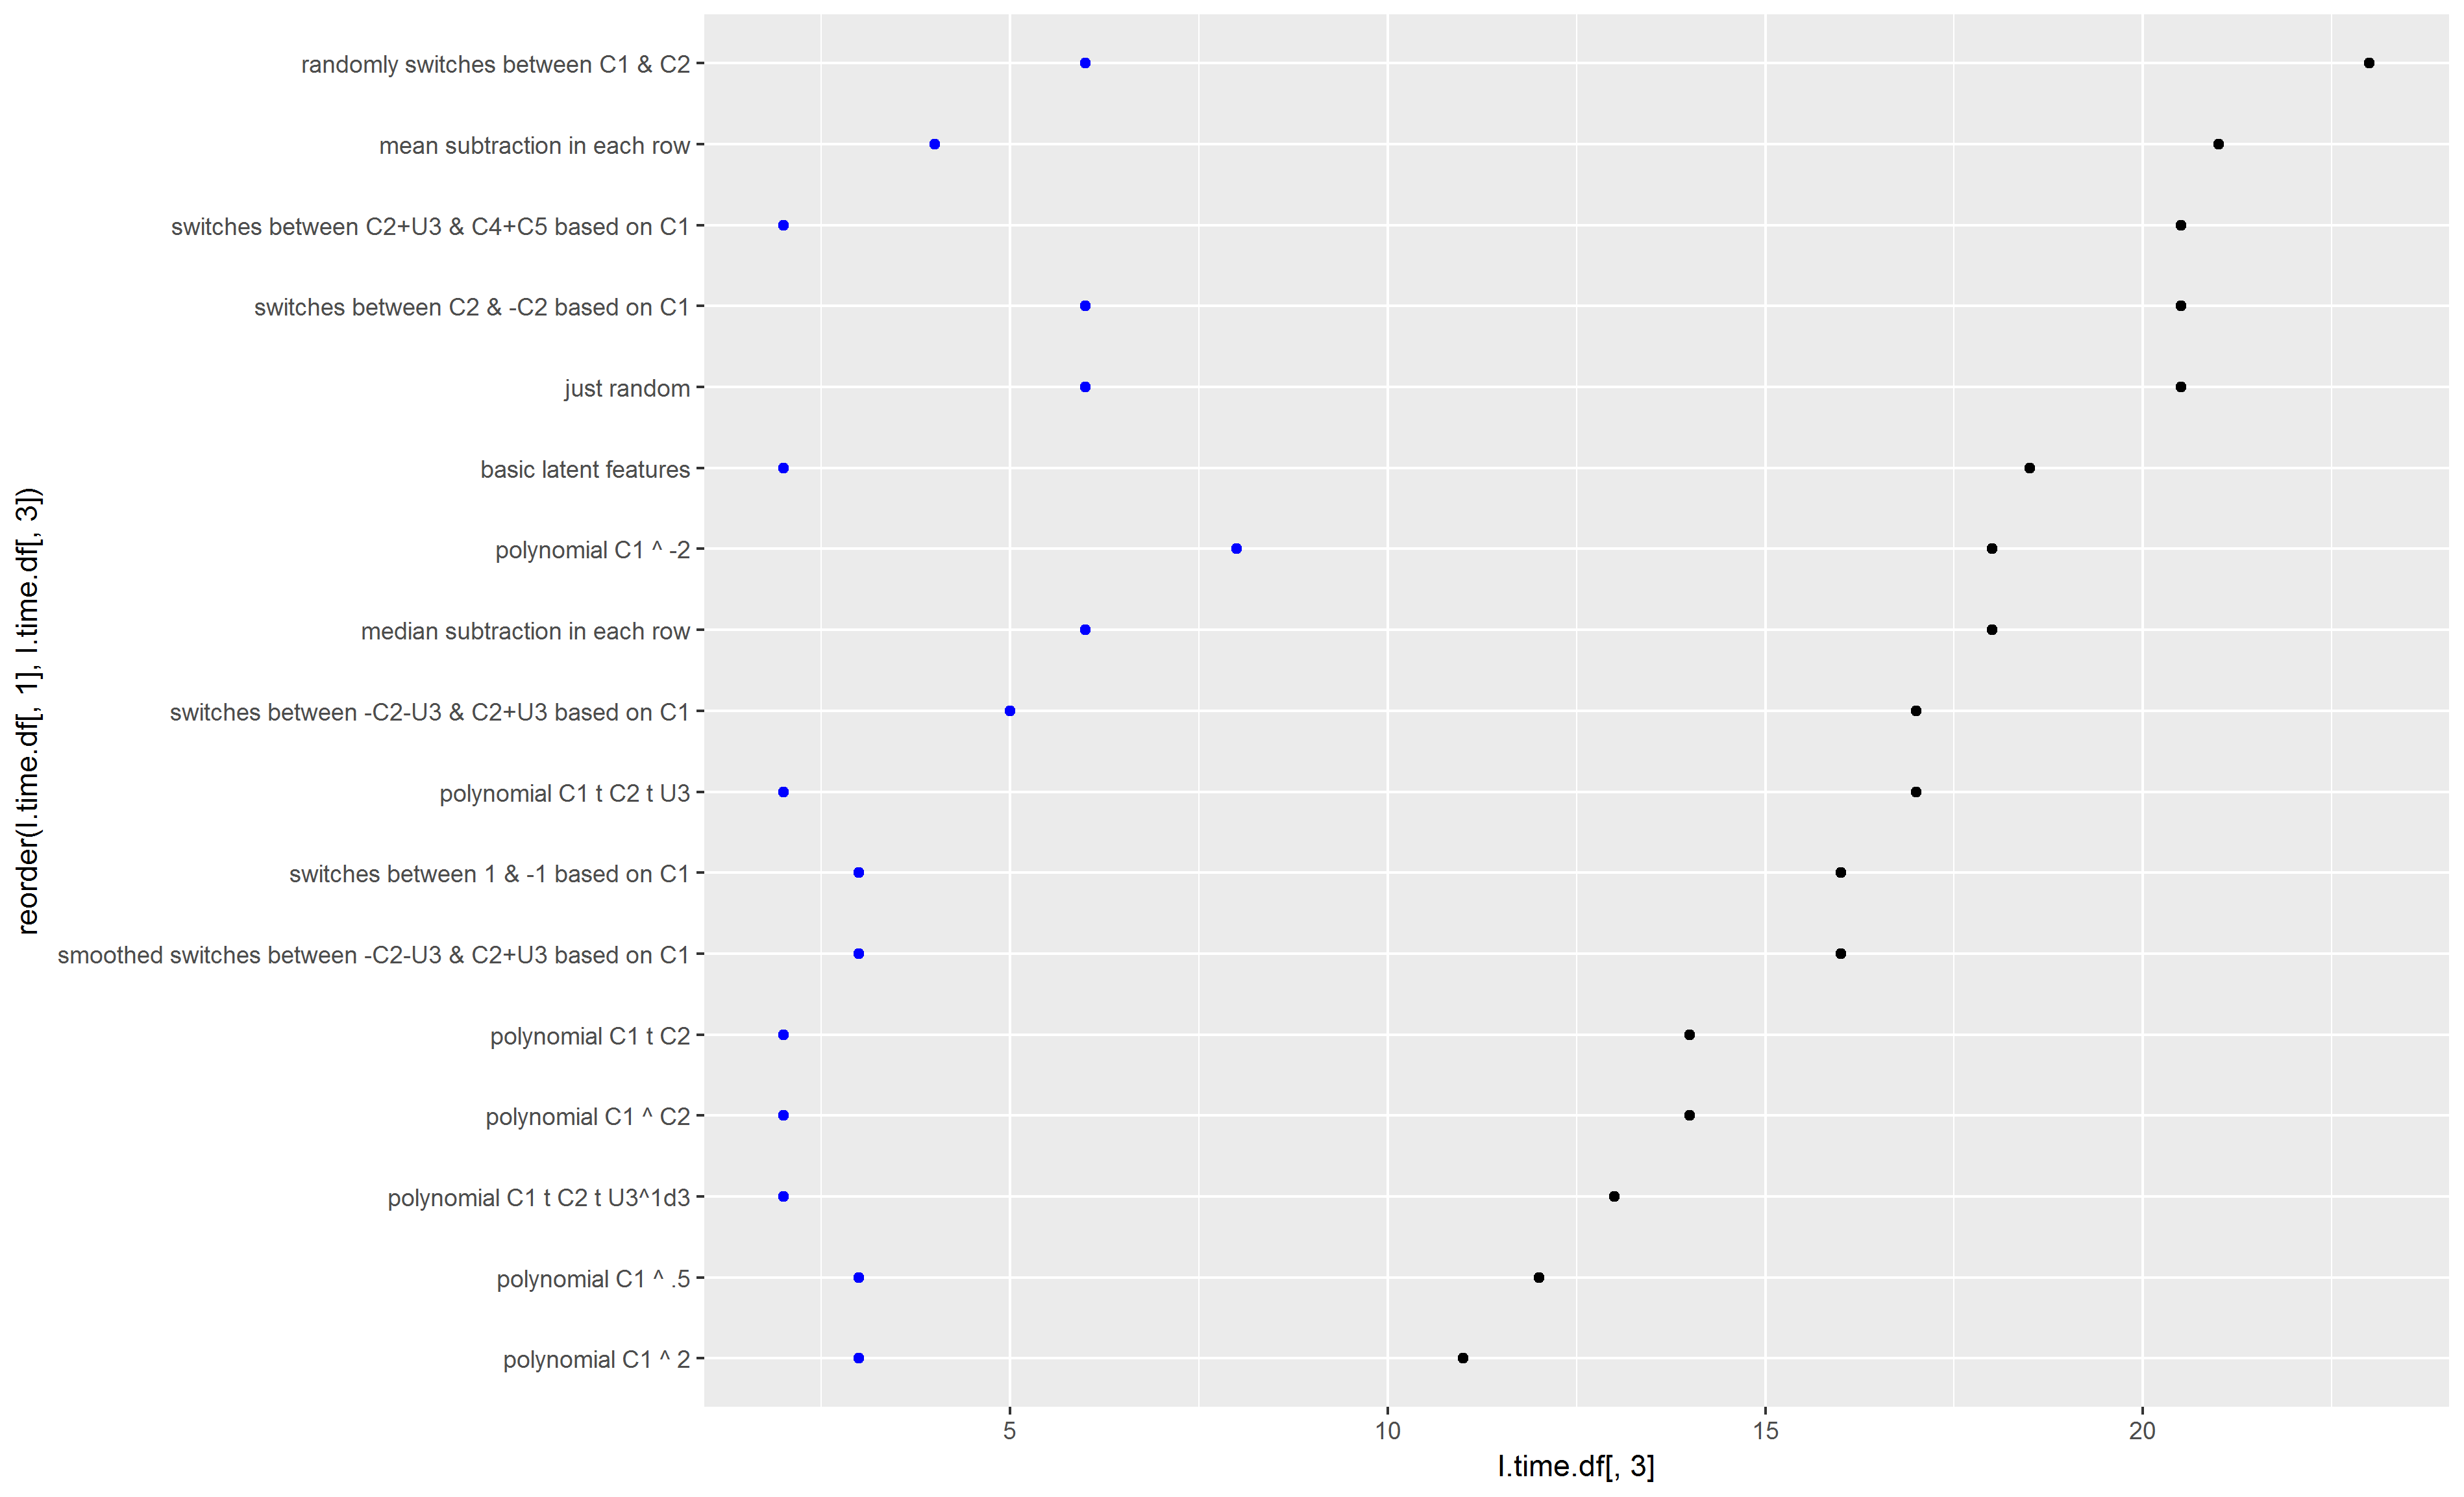 randomly switches between C1 & C2
mean subtraction in each row
switches between C2+U3 & C4+C5 based on C1
switches between C2 & -C2 based on C1
just random
basic latent features
polynomial C1 ^ -2
median subtraction in each row
switches between -C2-U3 & C2+U3 based on C1
polynomial C1 t C2 t U3
switches between 1 & -1 based on C1
smoothed switches between -C2-U3 & C2+U3 based on C1
polynomial C1 t C2
polynomial C1 ^ C2
polynomial C1 t C2 t U3^1d3
polynomial C1 ^ .5
polynomial C1 ^ 2
reorder(l.time.df[, 1], l.time.df[, 3])
5 10 15 20
l.time.df[, 3]